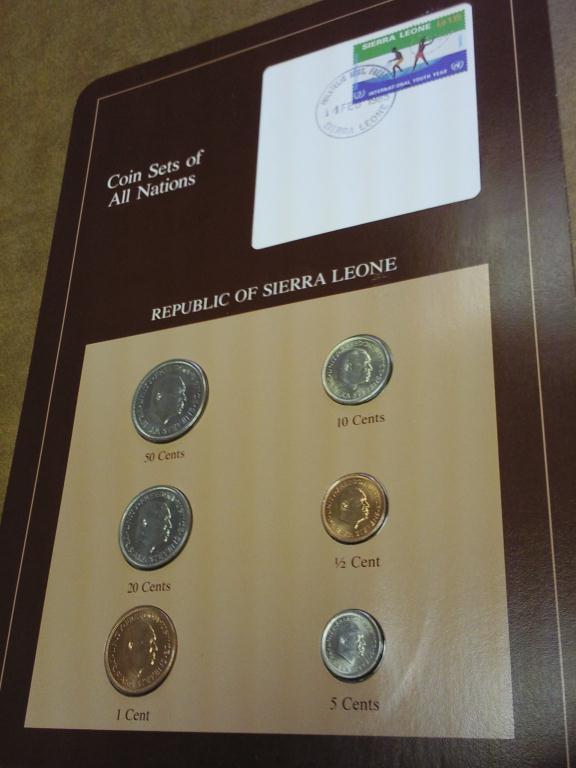 SIERRA LEONE
INTERNATIONAL YOUTH YEAR
SIERRA LEONE
Coin Sets of
All Nations
REPUBLIC OF SIERRA LEONE
50 Cents
10 Cents
20 Cents
½ Cent
1 Cent
5 Cents